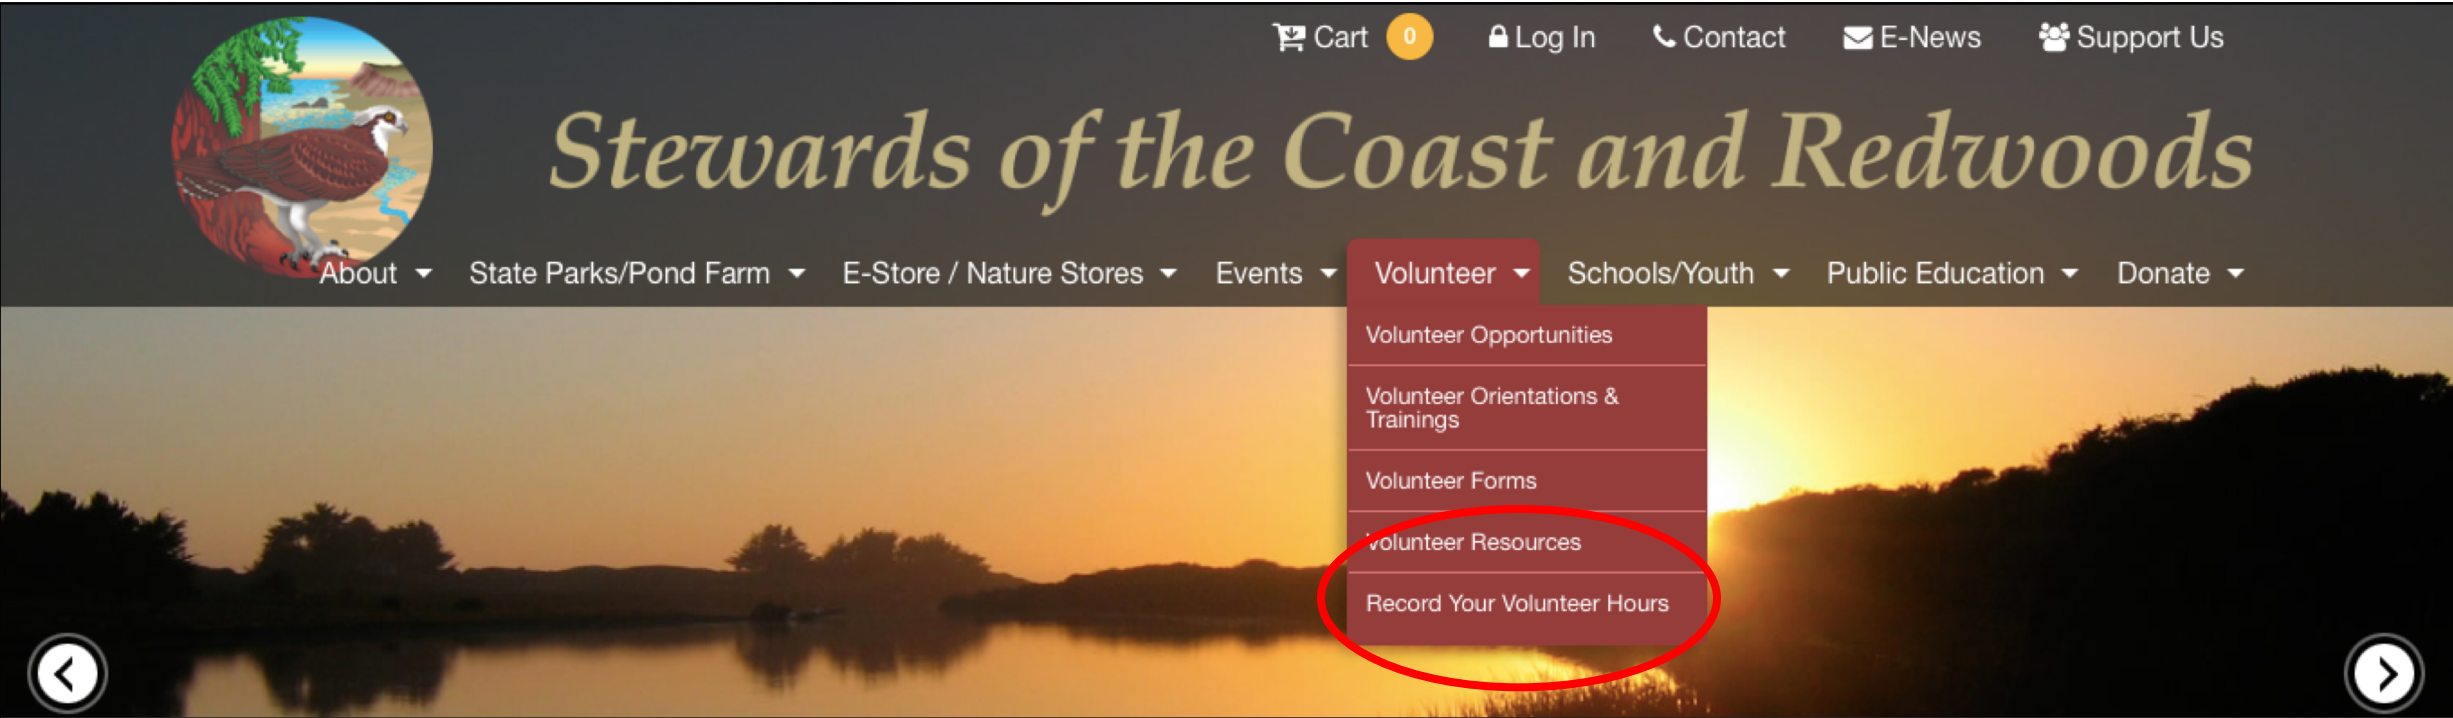 Cart 0 Log In Contact E-News Support Us
Stewards of the Coast and Redwoods
About State Parks/Pond Farm E-Store / Nature Stores Events Volunteer Schools/Youth Public Education Donate
Volunteer Opportunities
Volunteer Orientations &
Trainings
Volunteer Forms
Volunteer Resources
Record Your Volunteer Hours